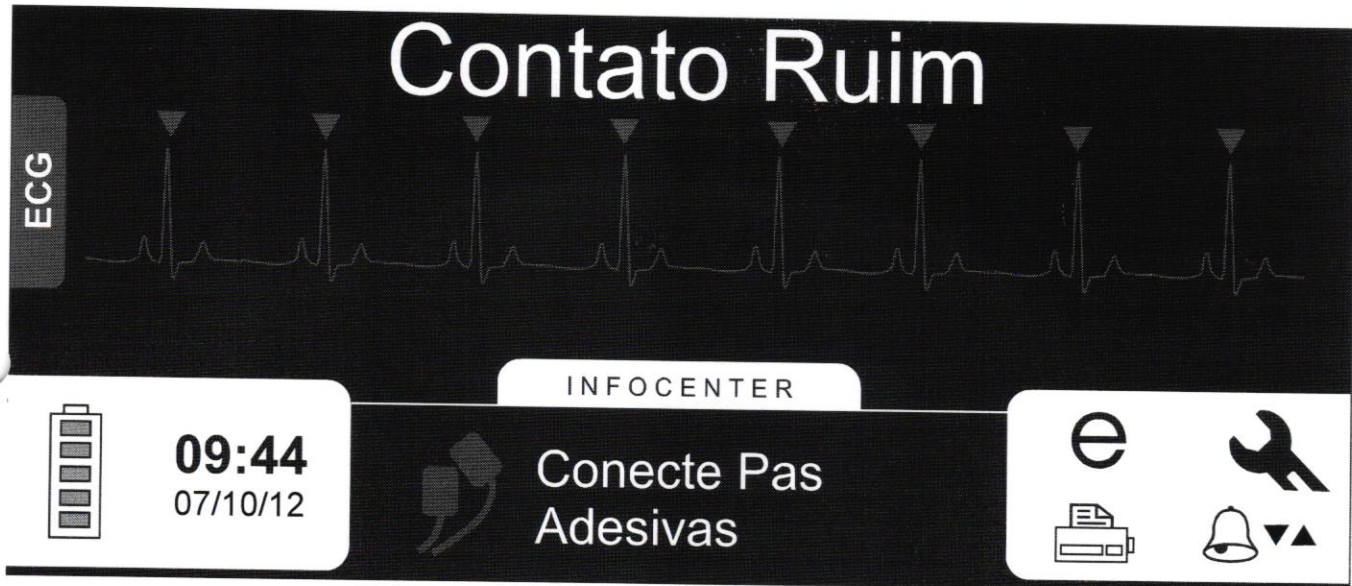 Contato Ruim
ECG
INFOCENTER
09:44
07/10/12
Conecte Pas
Adesivas
e